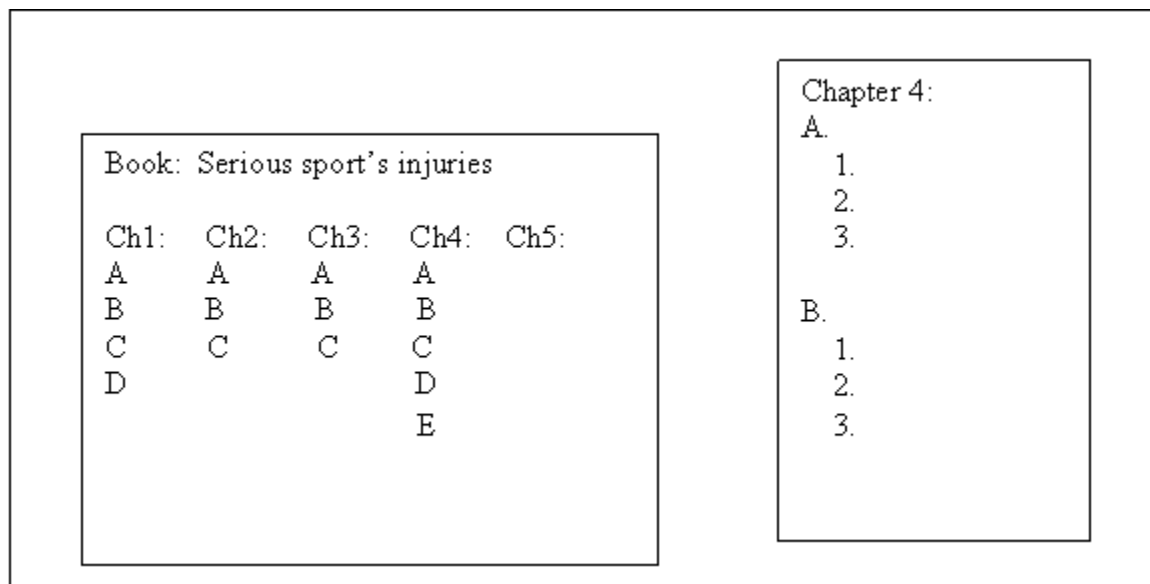 Book: Serious sport's injuries
Ch1: Ch2: Ch3: Ch4: Ch5:
A A A A
B B B B
C C C C
D D
E
Chapter 4:
A.
1.
2.
3.
B.
1.
2.
3.